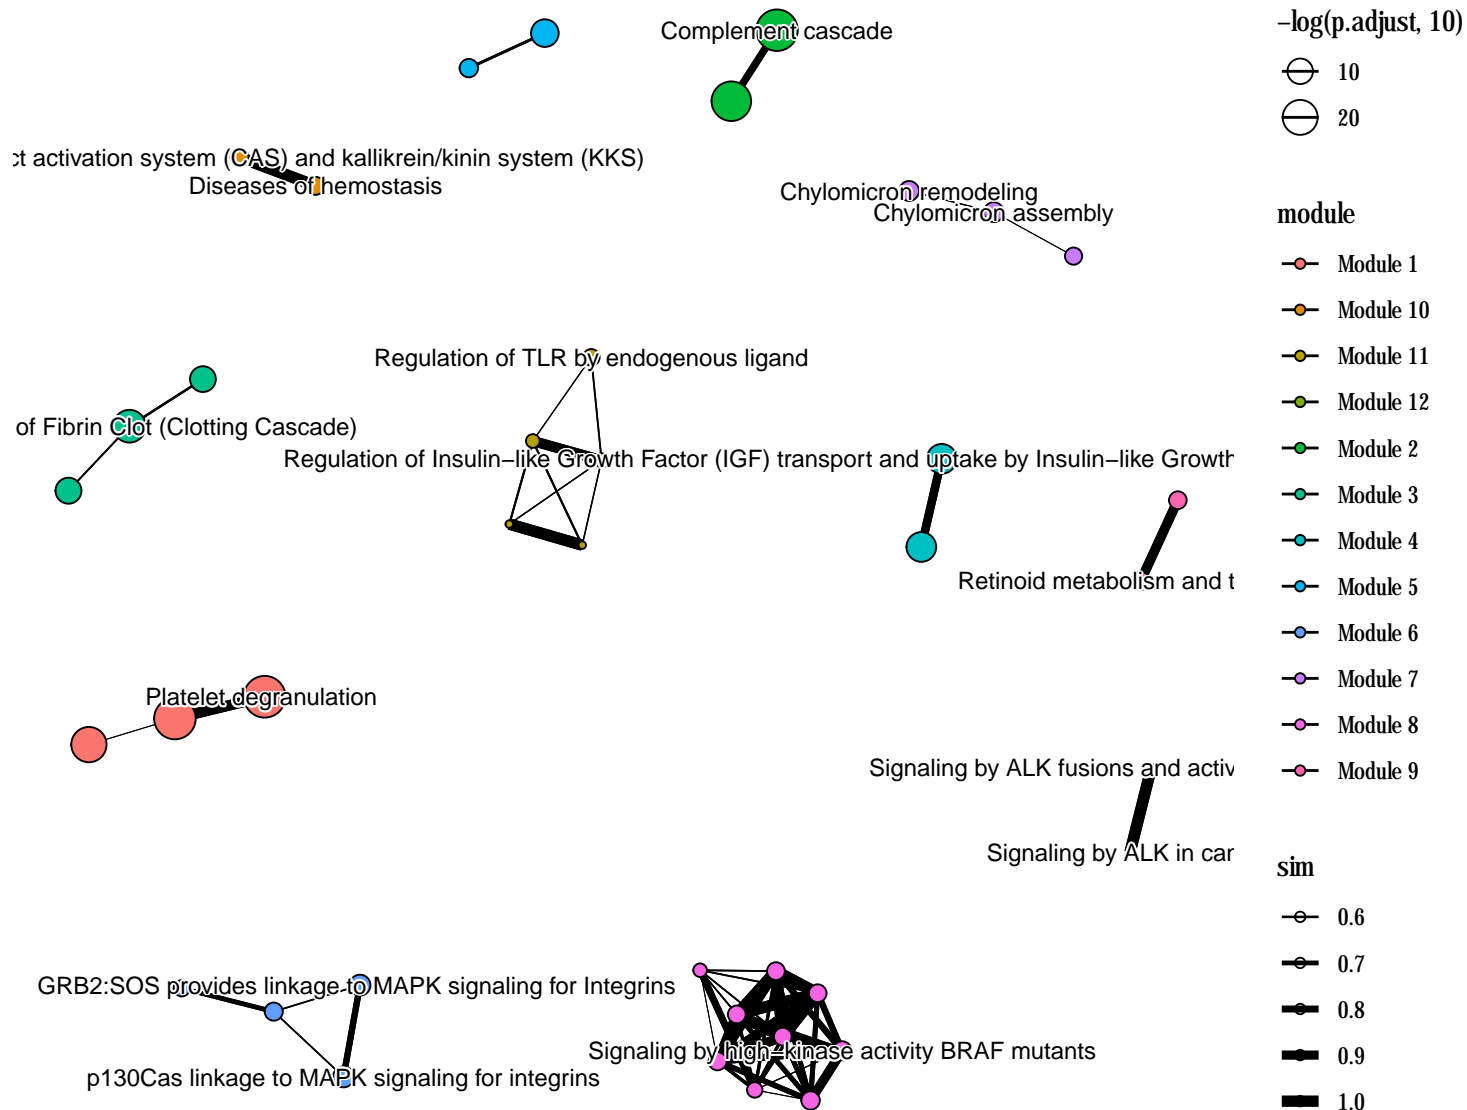 Complement cascade
ct activation system (CAS) and kallikrein/kinin system (KKS)
Diseases of hemostasis
Chylomicron remodeling
Chylomicron assembly
Regulation of TLR by endogenous ligand
of Fibrin Clot (Clotting Cascade)
Regulation of Insulin−like Growth Factor (IGF) transport and uptake by Insulin−like Growth
Retinoid metabolism and t
Platelet degranulation
Signaling by ALK fusions and activ
Signaling by ALK in can
GRB2:SOS provides linkage to MAPK signaling for Integrins
Signaling by high−kinase activity BRAF mutants
p130Cas linkage to MAPK signaling for integrins
−log(p.adjust, 10)
10
20
module
Module 1
Module 10
Module 11
Module 12
Module 2
Module 3
Module 4
Module 5
Module 6
Module 7
Module 8
Module 9
sim
0.6
0.7
0.8
0.9
1.0